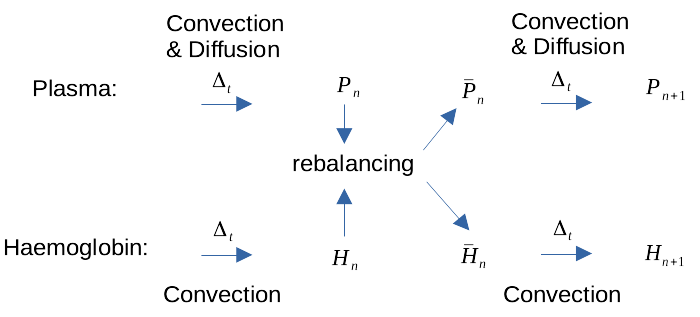 Convection
& Diffusion
Convection
& Diffusion
Plasma:
Δt
Pn
P̄n
Δt
Pn+1
rebalancing
Haemoglobin:
Δt
Hn
H̄n
Δt
Hn+1
Convection
Convection